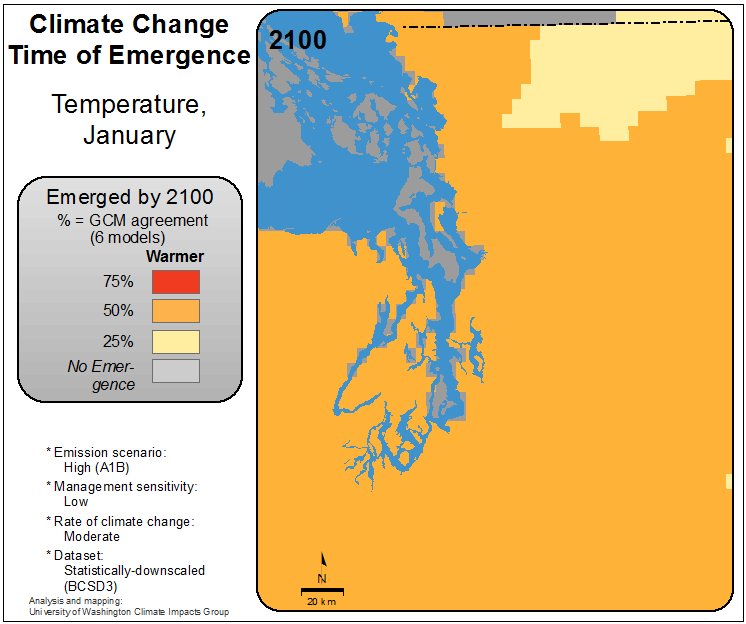 Climate Change
Time of Emergence
Temperature,
January
Emerged by 2100
% = GCM agreement
(6 models)
Warmer
75%
50%
25%
No Emer-
gence
* Emission scenario:
High (A1B)
* Management sensitivity:
Low
* Rate of climate change:
Moderate
* Dataset:
Statistically-downscaled
(BCSD3)
Analysis and mapping:
University of Washington Climate Impacts Group
2100
N
20 km